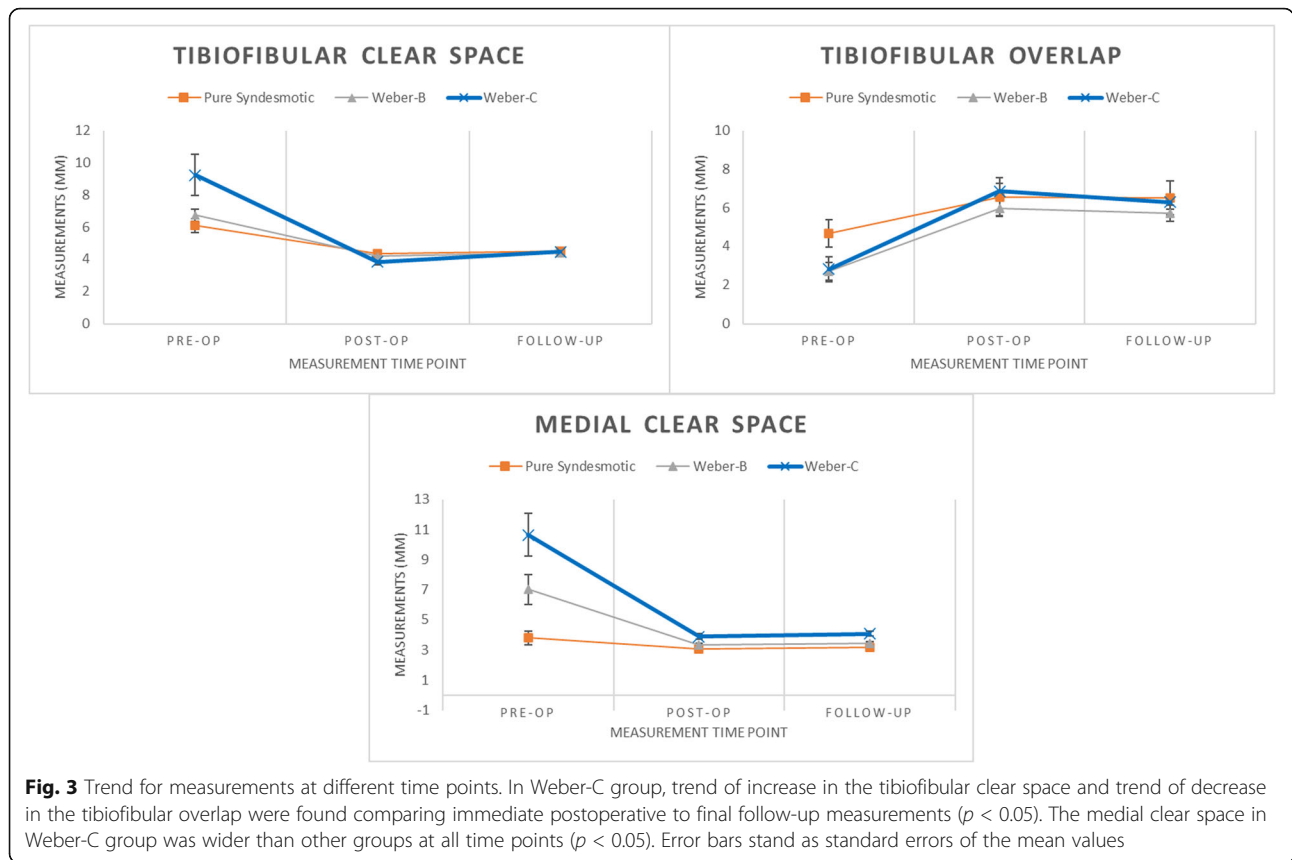 TIBIOFIBULAR CLEAR SPACE
Pure Syndesmotic Weber-B Weber-C
MEASUREMENTS (MM)
12
10
8
6
4
2
0
PRE-OP POST-OP FOLLOW-UP
MEASUREMENT TIME POINT
TIBIOFIBULAR OVERLAP
Pure Syndesmotic Weber-B Weber-C
MEASUREMENTS (MM)
10
8
6
4
2
0
PRE-OP POST-OP FOLLOW-UP
MEASUREMENT TIME POINT
MEDIAL CLEAR SPACE
Pure Syndesmotic Weber-B Weber-C
MEASUREMENTS (MM)
13
11
9
7
5
3
1
-1
PRE-OP POST-OP FOLLOW-UP
MEASUREMENT TIME POINT
Fig. 3 Trend for measurements at different time points. In Weber-C group, trend of increase in the tibiofibular clear space and trend of decrease
in the tibiofibular overlap were found comparing immediate postoperative to final follow-up measurements (p < 0.05). The medial clear space in
Weber-C group was wider than other groups at all time points (p < 0.05). Error bars stand as standard errors of the mean values